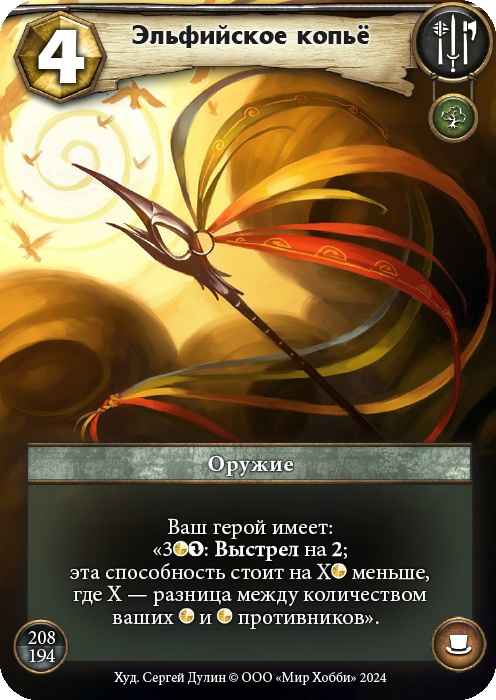 4
Эльфийское копьё
Оружие
Ваш герой имеет:
«3: Выстрел на 2;
эта способность стоит на X меньше,
где X — разница между количеством
ваших и противников».
208
194
Худ. Сергей Дулин © ООО «Мир Хобби» 2024